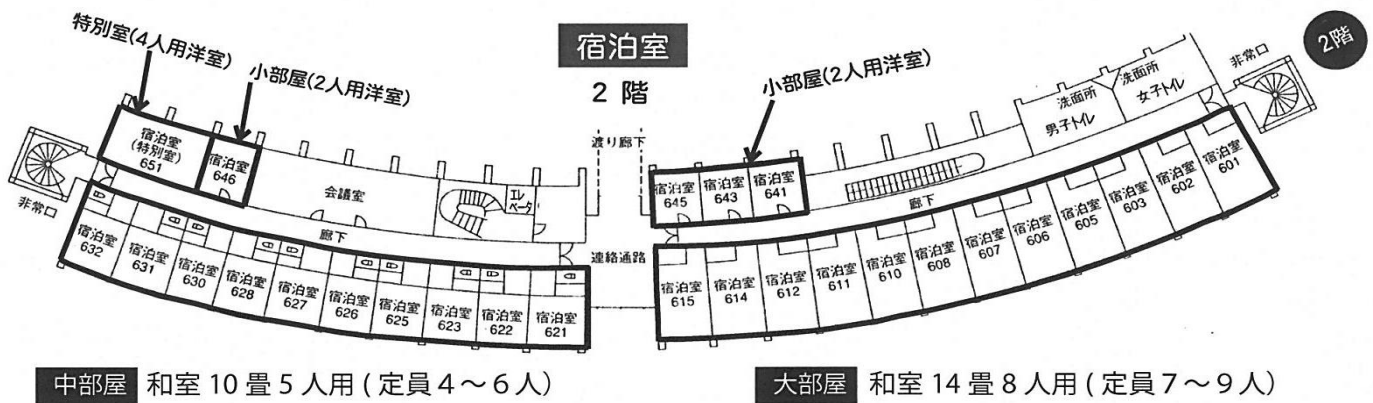 特別室(4人用洋室)
小部屋(2人用洋室)
宿泊室
2 階
小部屋(2人用洋室)
2階
非常口
洗面所
女子トイレ
洗面所
男子トイレ
渡り廊下
宿泊室
(特別室)
651
宿泊室
646
会議室
エレ
ベータ
宿泊室
645
宿泊室
643
宿泊室
641
廊下
宿泊室
601
宿泊室
602
宿泊室
603
宿泊室
605
宿泊室
606
宿泊室
607
宿泊室
608
宿泊室
610
宿泊室
611
宿泊室
612
宿泊室
614
宿泊室
615
非常口
廊下
連絡通路
宿泊室
632
宿泊室
631
宿泊室
630
宿泊室
628
宿泊室
627
宿泊室
626
宿泊室
625
宿泊室
623
宿泊室
622
宿泊室
621
中部屋 和室 10 畳 5 人用 ( 定員 4 ～ 6 人)
大部屋 和室 14 畳 8 人用 ( 定員 7 ～ 9 人)